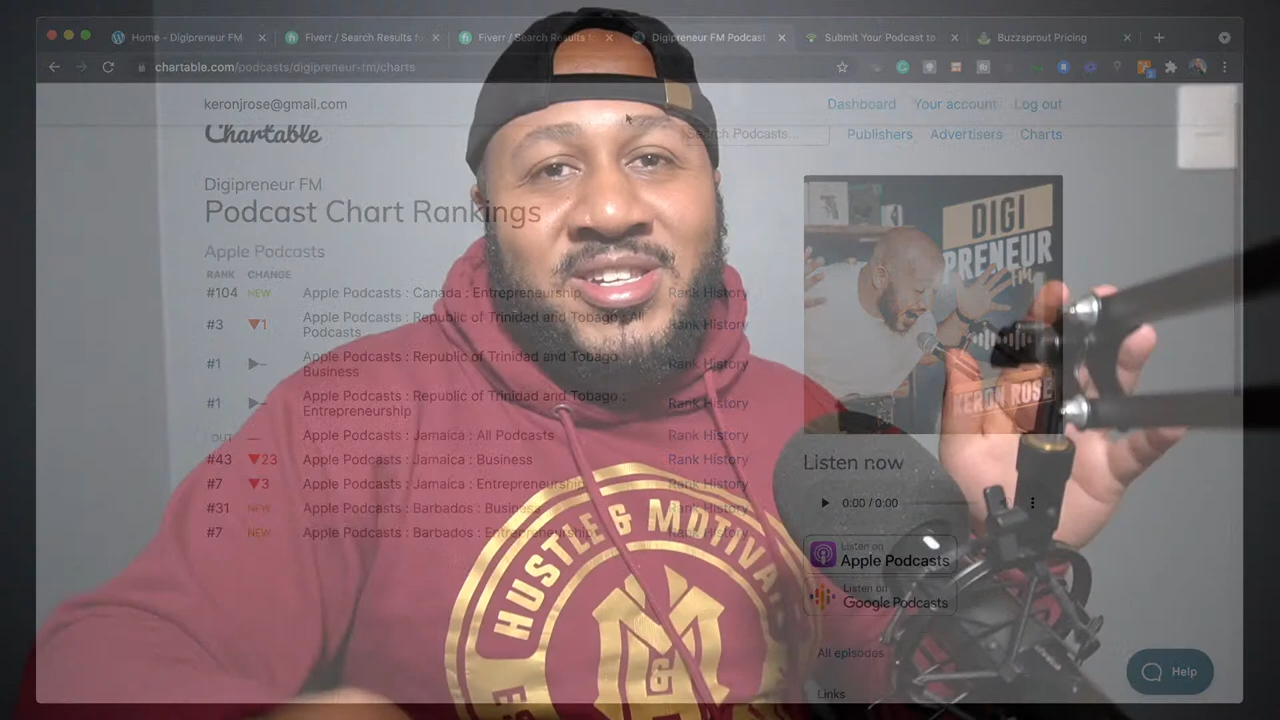 Home - Digipreneur FM
Fiverr / Search Results for
Fiverr / Search Results for
Digipreneur FM Podcast
Submit Your Podcast to
Buzzsprout Pricing
chartable.com/podcasts/digipreneur-fm/charts
keronjrose@gmail.com
Dashboard
Your account
Log out
Chartable
Search Podcasts...
Publishers
Advertisers
Charts
Digipreneur FM
Podcast Chart Rankings
Apple Podcasts
RANK CHANGE
#104 NEW Apple Podcasts : Canada : Entrepreneurship Rank History
#3 ▼1 Apple Podcasts : Republic of Trinidad and Tobago : All
Podcasts Rank History
#1 Apple Podcasts : Republic of Trinidad and Tobago :
Business Rank History
#1 Apple Podcasts : Republic of Trinidad and Tobago :
Entrepreneurship Rank History
OUT Apple Podcasts : Jamaica : All Podcasts Rank History
#43 ▼23 Apple Podcasts : Jamaica : Business Rank History
#7 ▼3 Apple Podcasts : Jamaica : Entrepreneurship Rank History
#31 NEW Apple Podcasts : Barbados : Business Rank History
#7 NEW Apple Podcasts : Barbados : Entrepreneurship Rank History
DIGI
PRENEUR
FM
KERON ROSE
Listen now
0:00 / 0:00
Listen on
Apple Podcasts
Listen on
Google Podcasts
All episodes
Links
Help
HUSTLE & MOTIVA
M
&